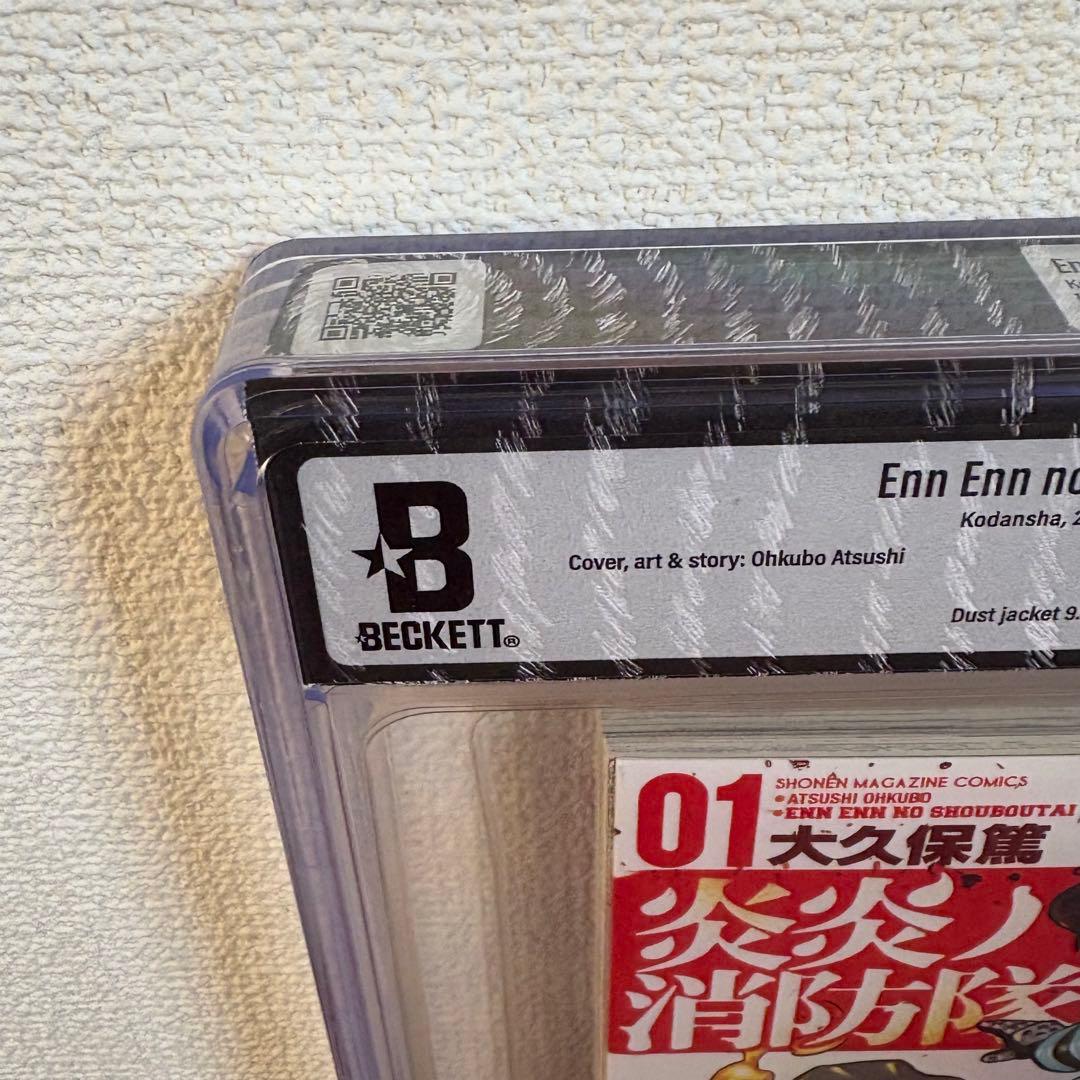 En
B
BECKETT®
Enn Enn no
Kodansha, 2
Cover, art & story: Ohkubo Atsushi
Dust jacket 9.
01
SHONEN MAGAZINE COMICS
•ATSUSHI OHKUBO
•ENN ENN NO SHOUBOUTAI
大久保篤
炎炎ノ
消防隊